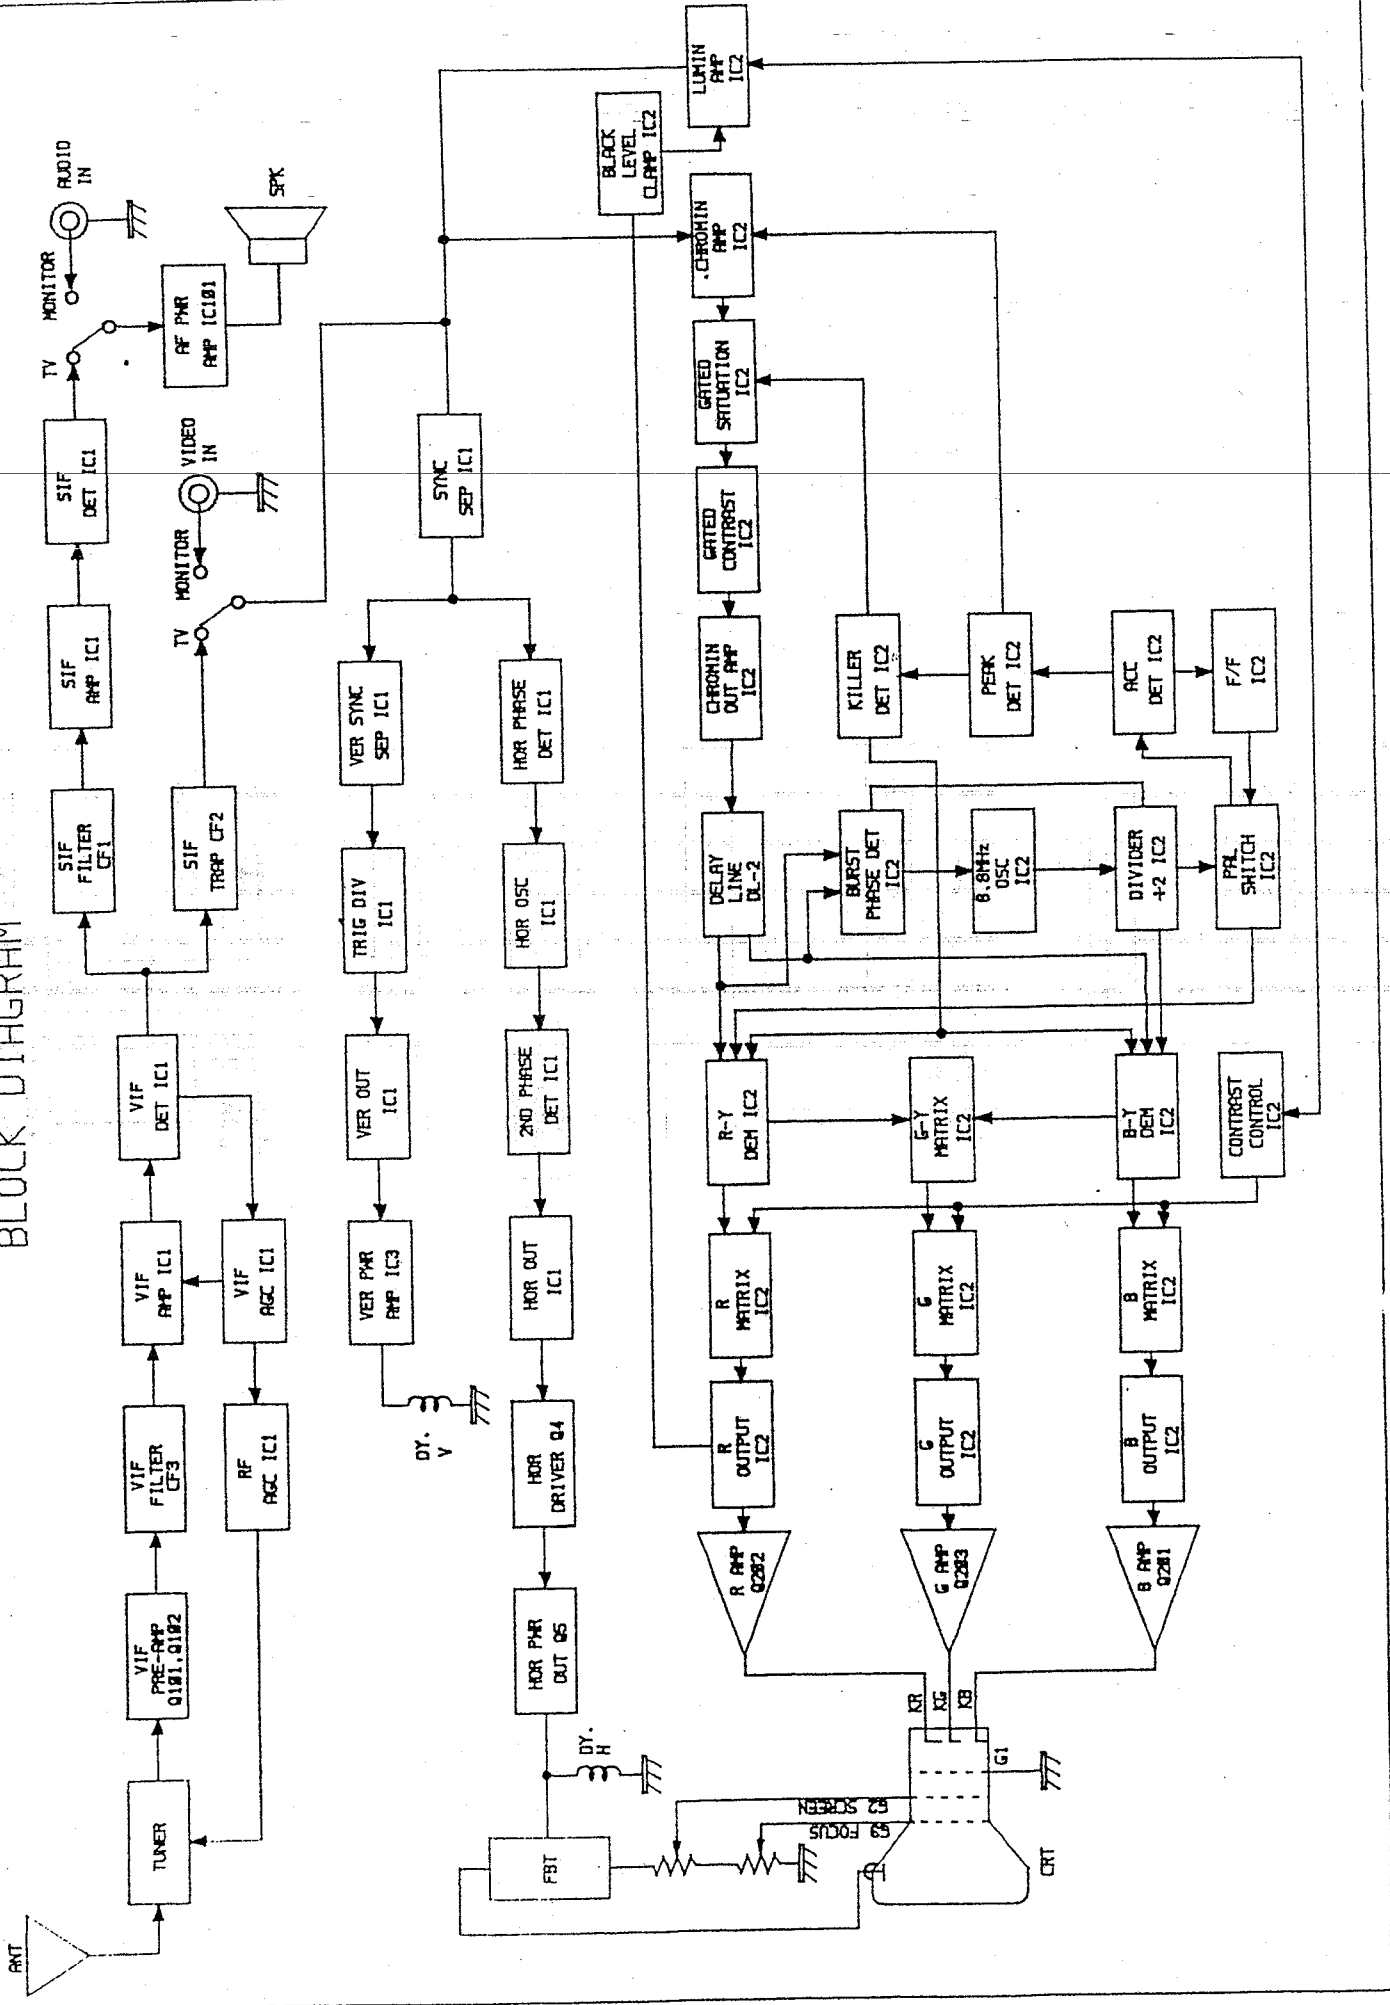 BLOCK DIAGRAM
ANT
TUNER
VIF
PRE-AMP
Q101,Q102
VIF
FILTER
CF3
VIF
AMP IC1
VIF
DET IC1
RF
AGC IC1
VIF
AGC IC1
SIF
FILTER
CF1
SIF
AMP IC1
SIF
DET IC1
TV
MONITOR
AUDIO
IN
SIF
TRAP CF2
TV
MONITOR
VIDEO
IN
AF PWR
AMP IC101
SPK
DY.
V
VER PWR
AMP IC3
VER OUT
IC1
TRIG DIV
IC1
VER SYNC
SEP IC1
SYNC
SEP IC1
FBT
DY.
H
HOR PWR
OUT Q5
HOR
DRIVER Q4
HOR OUT
IC1
2ND PHASE
DET IC1
HOR OSC
IC1
HOR PHASE
DET IC1
BLACK
LEVEL
CLAMP IC2
LUMIN
AMP
IC2
R AMP
Q202
R
OUTPUT
IC2
R
MATRIX
IC2
R-Y
DEM IC2
DELAY
LINE
DL-2
CHROMIN
OUT AMP
IC2
GATED
CONTRAST
IC2
GATED
SATUATION
IC2
.CHROMIN
AMP
IC2
G2 SCREEN
G3 FOCUS
KR
KG
KB
G1
CRT
G AMP
Q203
G
OUTPUT
IC2
G
MATRIX
IC2
G-Y
MATRIX
IC2
BURST
PHASE DET
IC2
KILLER
DET IC2
8.8MHz
OSC
IC2
PEAK
DET IC2
B AMP
Q201
B
OUTPUT
IC2
B
MATRIX
IC2
B-Y
DEM
IC2
DIVIDER
÷2 IC2
ACC
DET IC2
CONTRAST
CONTROL
IC2
PAL
SWITCH
IC2
F/F
IC2